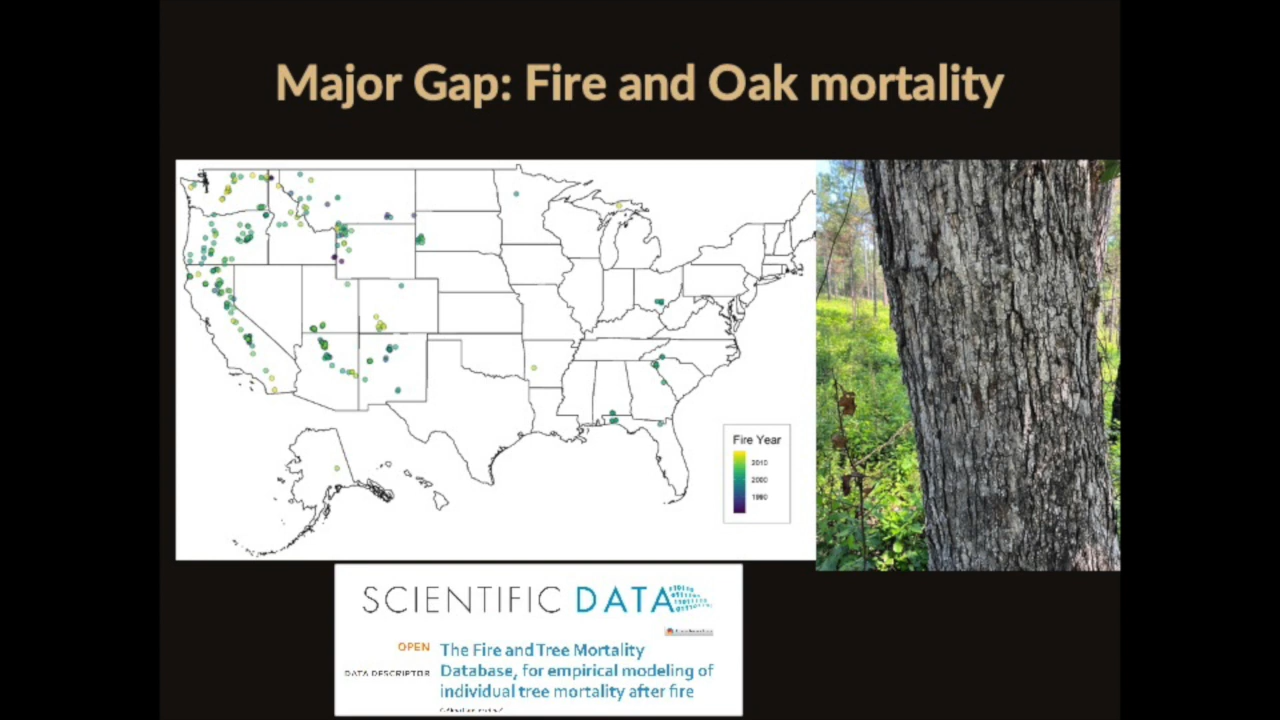 Major Gap: Fire and Oak mortality
Fire Year
2010
2000
1990
SCIENTIFIC DATA
OPEN
DATA DESCRIPTOR
The Fire and Tree Mortality
Database, for empirical modeling of
individual tree mortality after fire